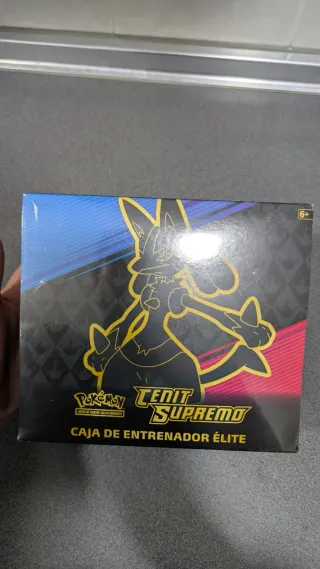 6+
Pokémon
CENIT
SUPREMO
CAJA DE ENTRENADOR ÉLITE